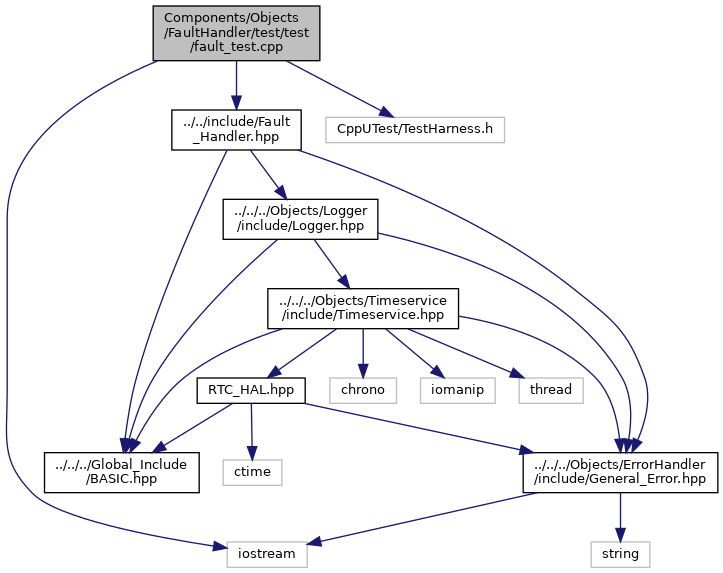 Components/Objects
/FaultHandler/test/test
/fault_test.cpp
../../include/Fault
_Handler.hpp
CppUTest/TestHarness.h
../../../Objects/Logger
/include/Logger.hpp
../../../Objects/Timeservice
/include/Timeservice.hpp
RTC_HAL.hpp
chrono
iomanip
thread
../../../Global_Include
/BASIC.hpp
ctime
../../../Objects/ErrorHandler
/include/General_Error.hpp
iostream
string